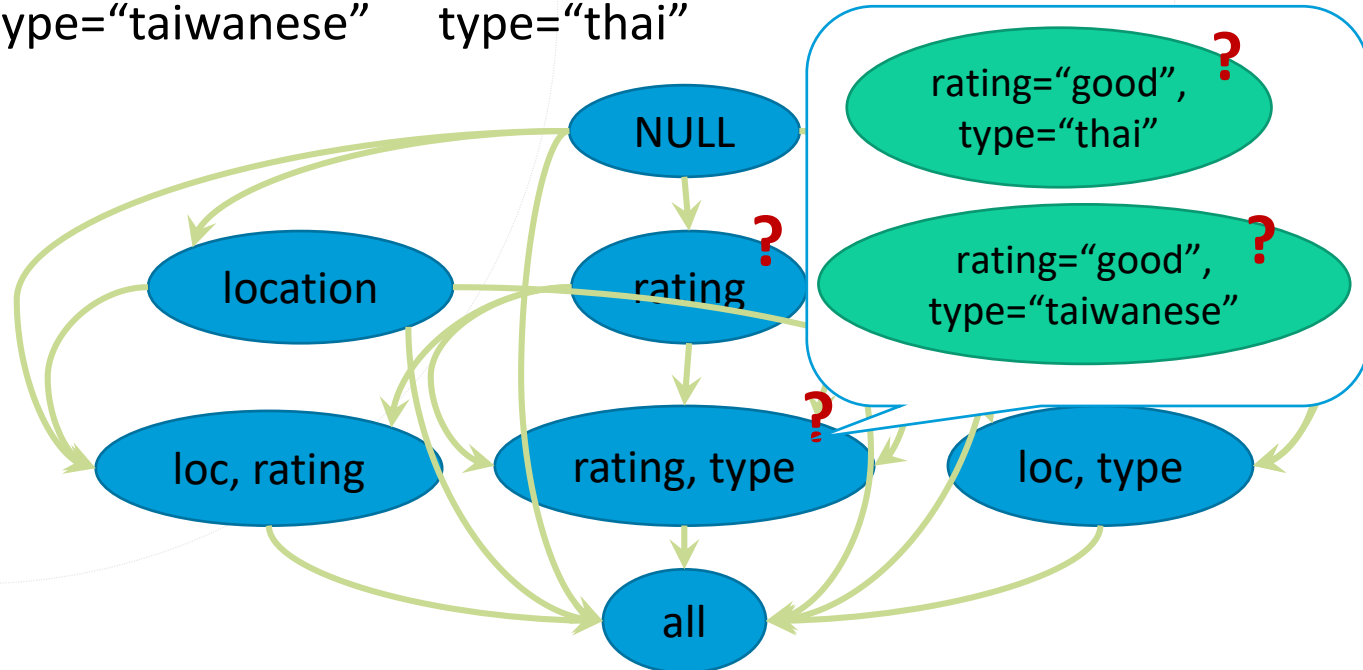 ype=“taiwanese” type=“thai”
rating=“good”,
type=“thai”
?
NULL
rating=“good”,
type=“taiwanese”
?
location
rating
?
loc, rating
rating, type
?
loc, type
all